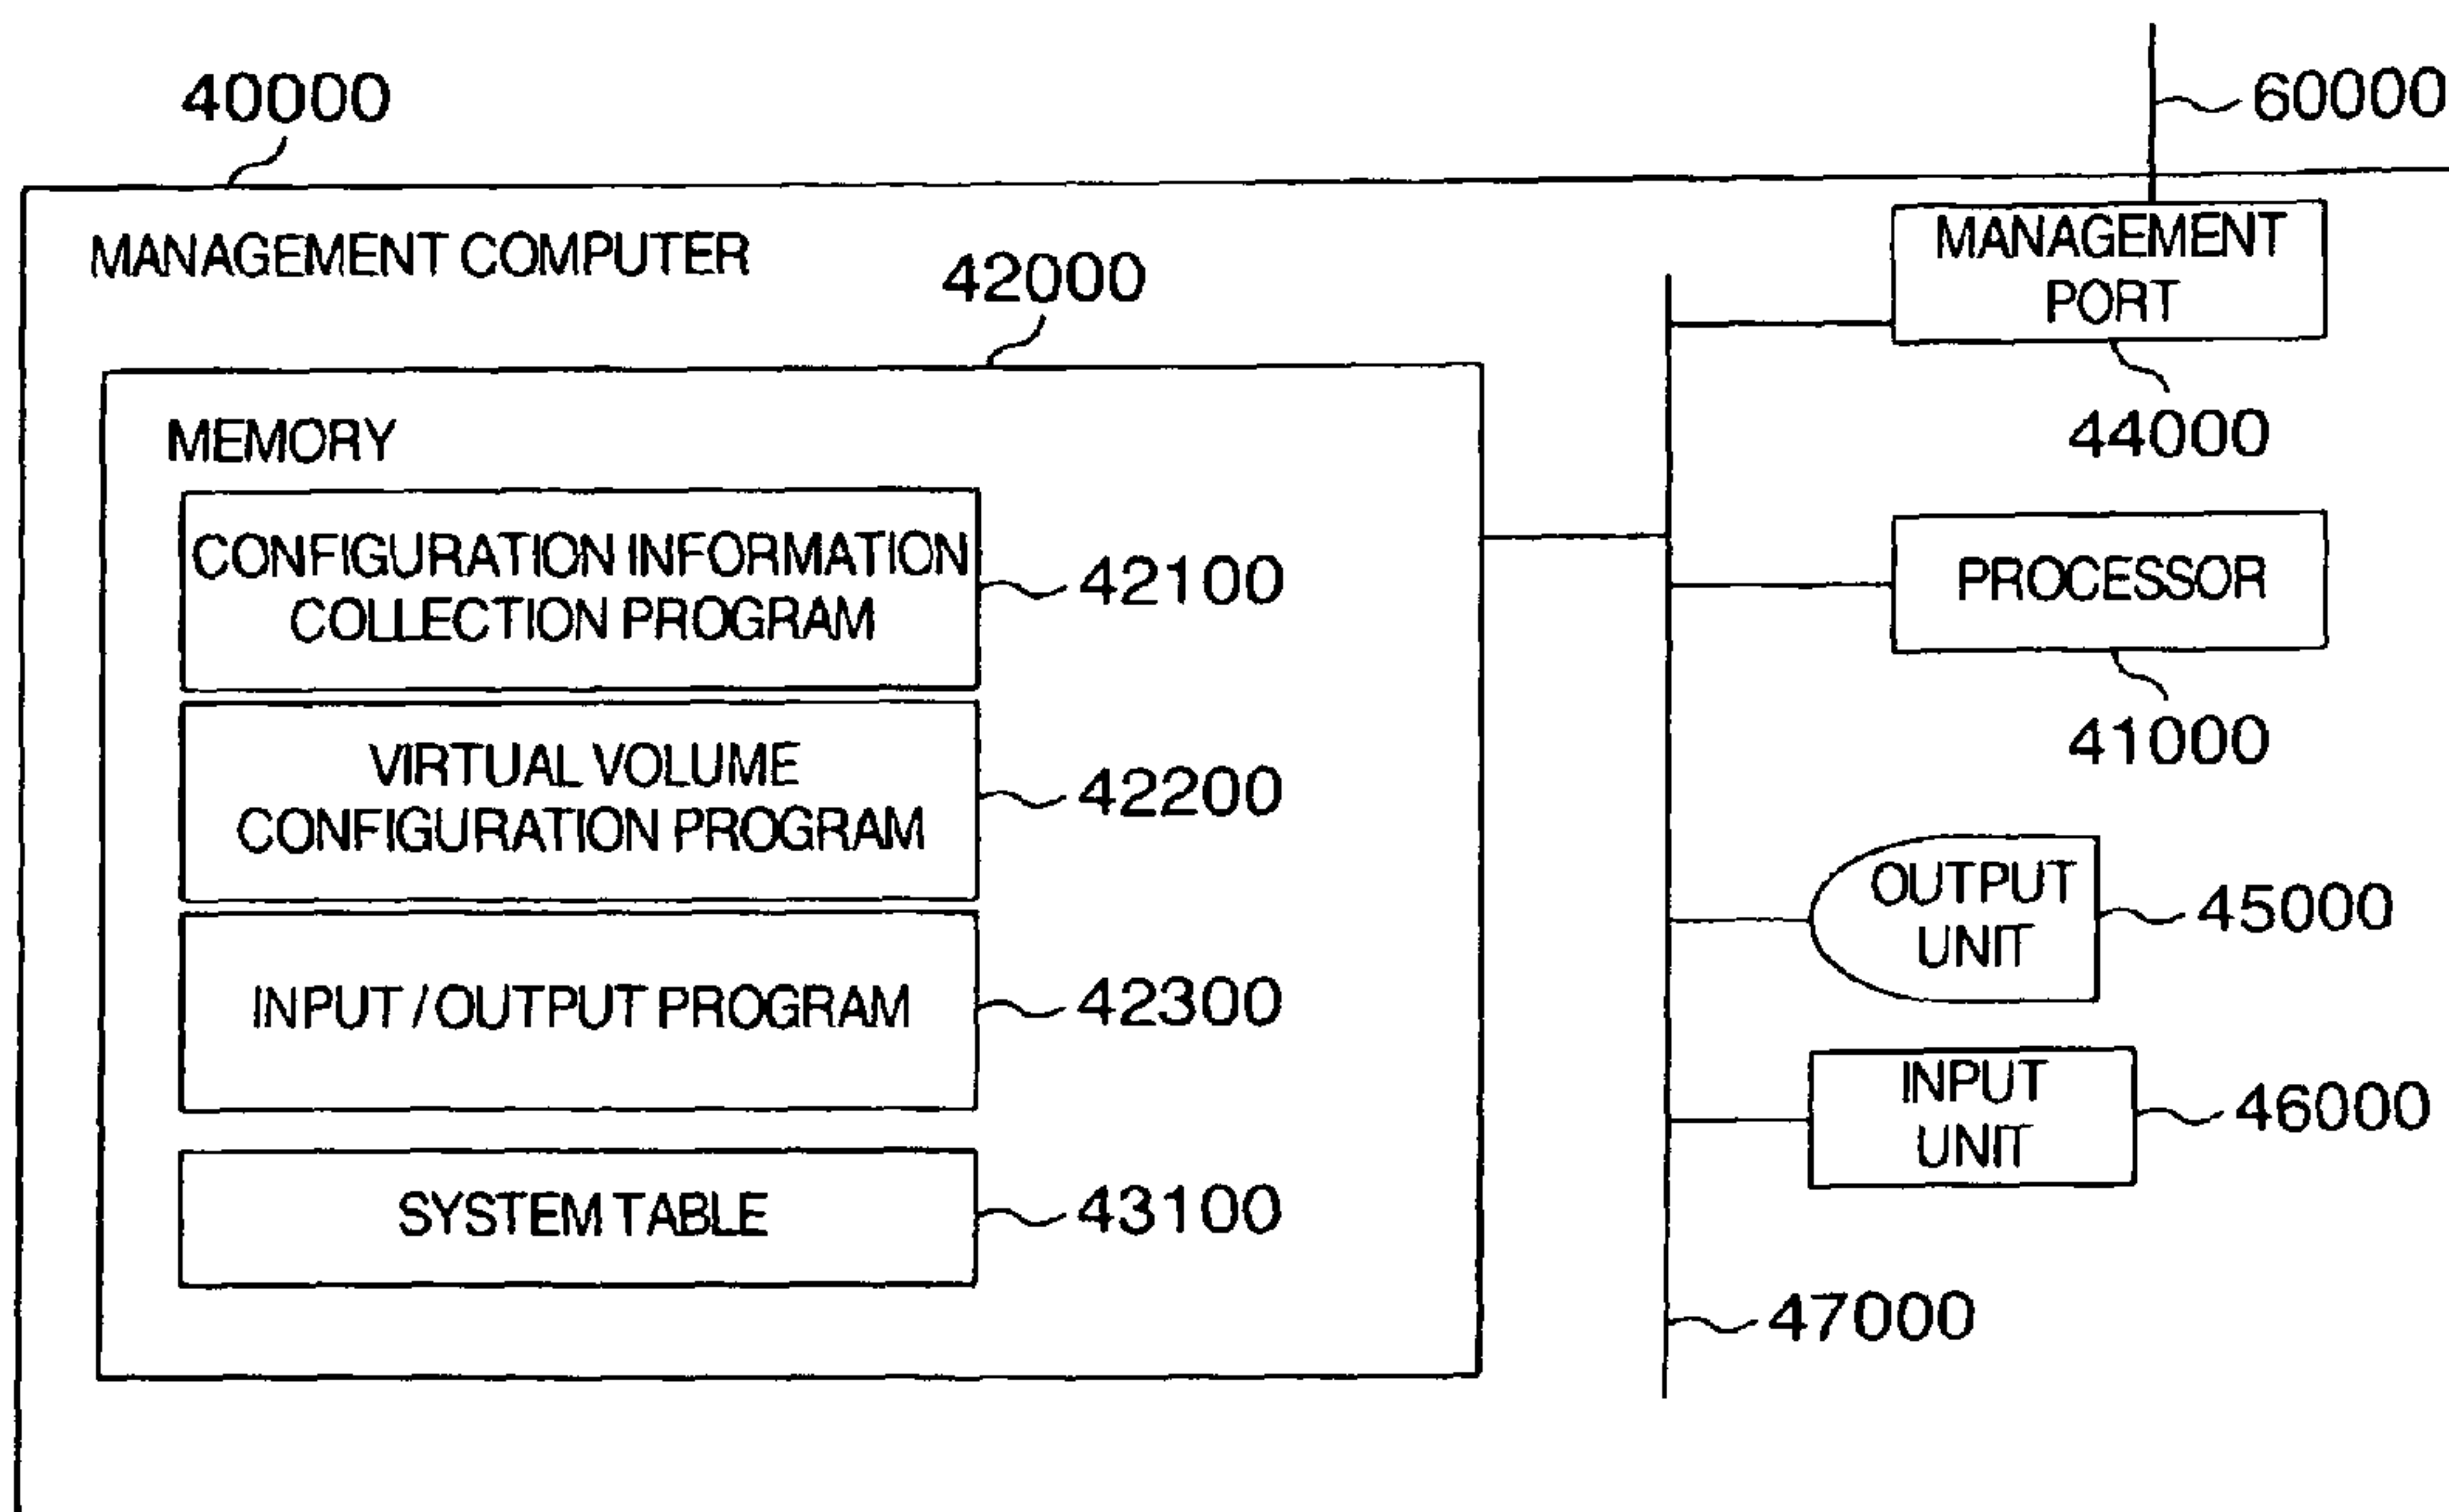 40000
60000
MANAGEMENT COMPUTER
42000
MEMORY
CONFIGURATION INFORMATION
COLLECTION PROGRAM
42100
VIRTUAL VOLUME
CONFIGURATION PROGRAM
42200
INPUT / OUTPUT PROGRAM
42300
SYSTEM TABLE
43100
MANAGEMENT
PORT
44000
PROCESSOR
41000
OUTPUT
UNIT
45000
INPUT
UNIT
46000
47000